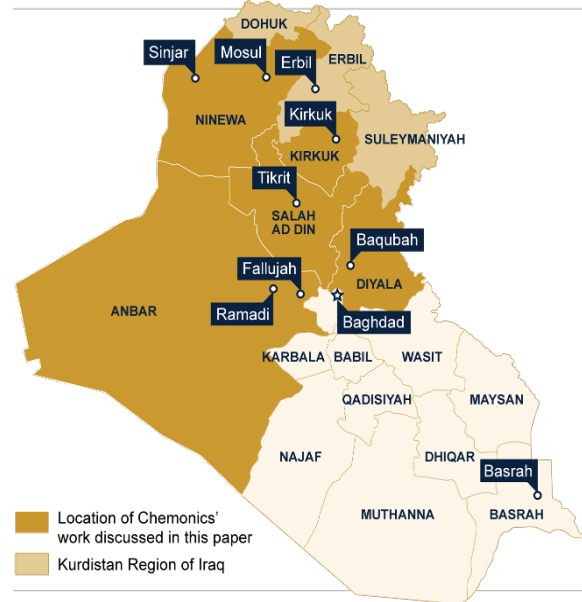 DOHUK
Sinjar
Mosul
Erbil
ERBIL
NINEWA
Kirkuk
SULEYMANIYAH
KIRKUK
Tikrit
SALAH
AD DIN
Baqubah
Fallujah
DIYALA
ANBAR
Ramadi
Baghdad
KARBALA
BABIL
WASIT
QADISIYAH
MAYSAN
NAJAF
DHIQAR
Basrah
MUTHANNA
BASRAH
Location of Chemonics'
work discussed in this paper
Kurdistan Region of Iraq